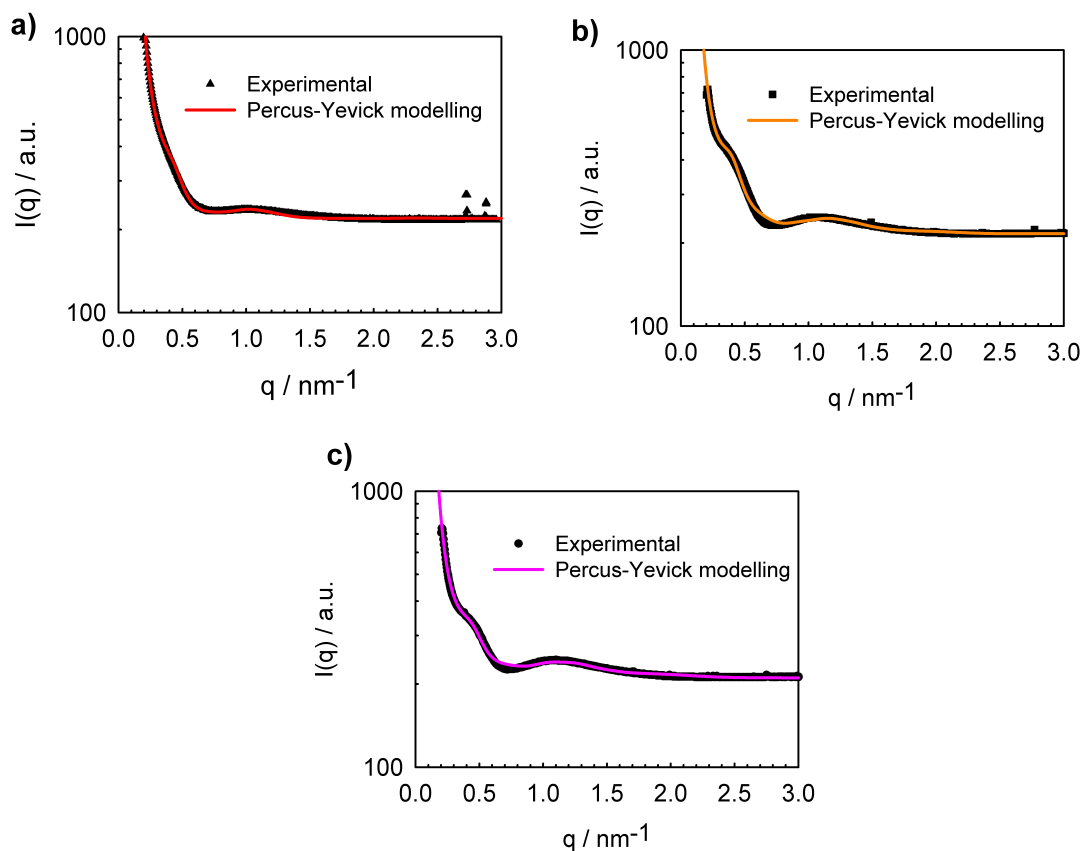 a)
1000
Experimental
Percus-Yevick modelling
I(q) / a.u.
100
0.0 0.5 1.0 1.5 2.0 2.5 3.0
q / nm-1
b)
1000
Experimental
Percus-Yevick modelling
I(q) / a.u.
100
0.0 0.5 1.0 1.5 2.0 2.5 3.0
q / nm-1
c)
1000
Experimental
Percus-Yevick modelling
I(q) / a.u.
100
0.0 0.5 1.0 1.5 2.0 2.5 3.0
q / nm-1